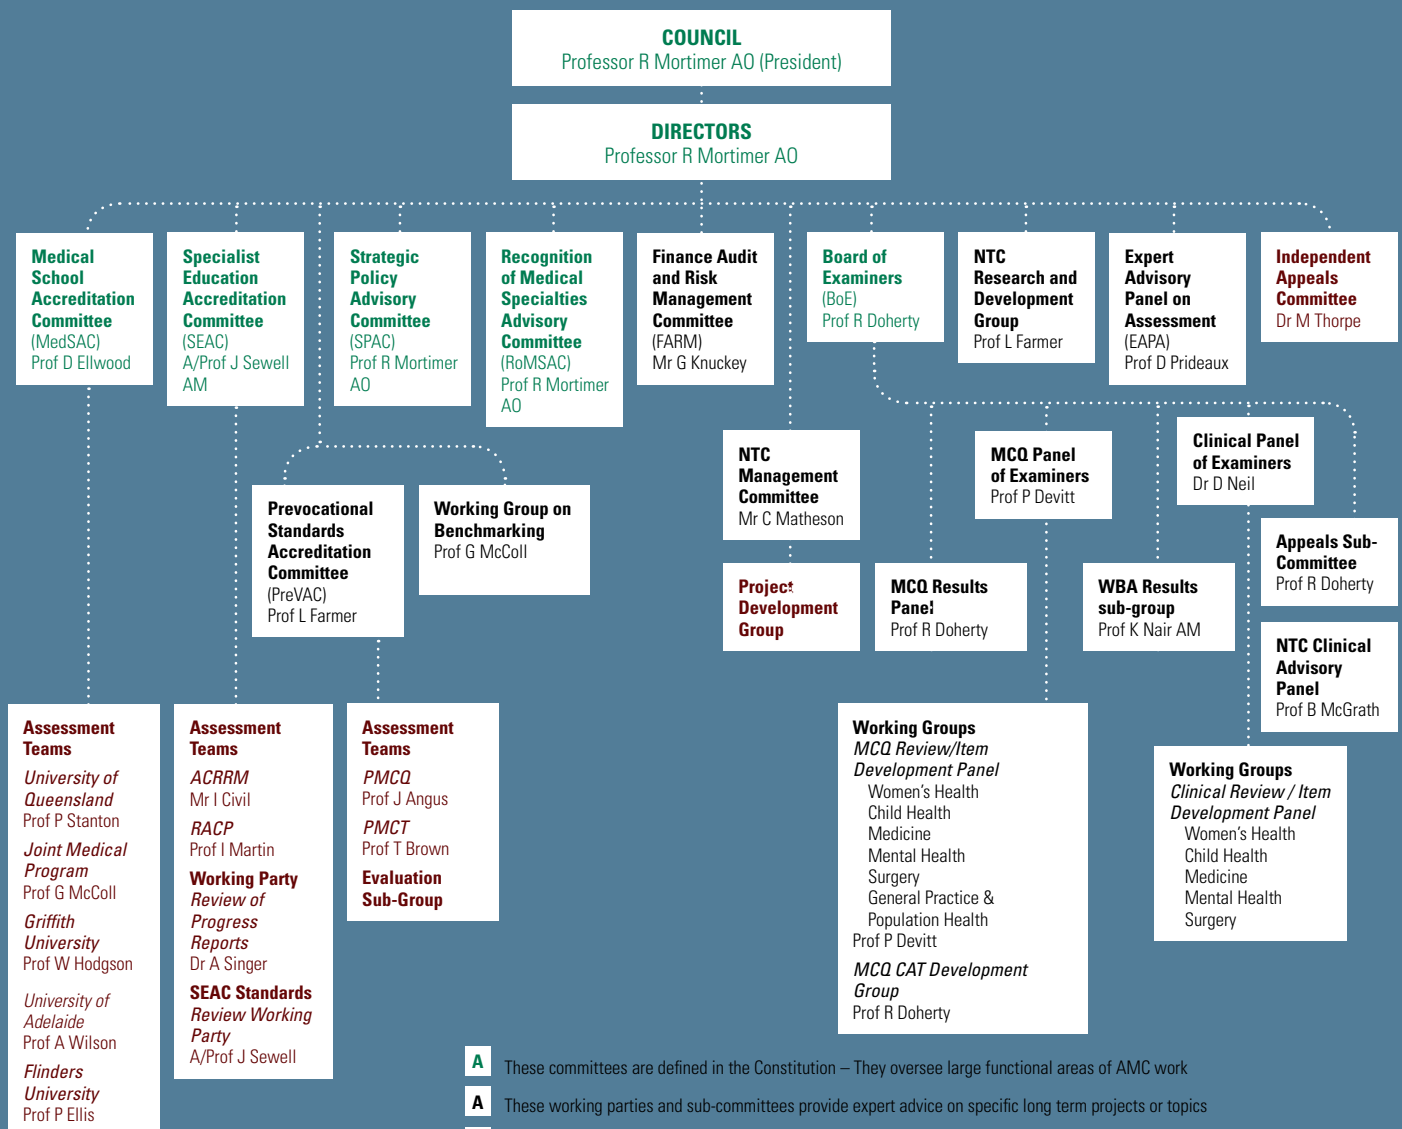 COUNCIL
Professor R Mortimer AO (President)
DIRECTORS
Professor R Mortimer AO
Medical
School
Accreditation
Committee
(MedSAC)
Prof D Ellwood
Specialist
Education
Accreditation
Committee
(SEAC)
A/Prof J Sewell
AM
Strategic
Policy
Advisory
Committee
(SPAC)
Prof R Mortimer
AO
Recognition
of Medical
Specialties
Advisory
Committee
(RoMSAC)
Prof R Mortimer
AO
Finance Audit
and Risk
Management
Committee
(FARM)
Mr G Knuckey
Board of
Examiners
(BoE)
Prof R Doherty
NTC
Research and
Development
Group
Prof L Farmer
Expert
Advisory
Panel on
Assessment
(EAPA)
Prof D Prideaux
Independent
Appeals
Committee
Dr M Thorpe
Prevocational
Standards
Accreditation
Committee
(PreVAC)
Prof L Farmer
Working Group on
Benchmarking
Prof G McColl
NTC
Management
Committee
Mr C Matheson
MCQ Panel
of Examiners
Prof P Devitt
Clinical Panel
of Examiners
Dr D Neil
Project
Development
Group
MCQ Results
Panel
Prof R Doherty
WBA Results
sub-group
Prof K Nair AM
Appeals Sub-
Committee
Prof R Doherty
NTC Clinical
Advisory
Panel
Prof B McGrath
Assessment
Teams
University of
Queensland
Prof P Stanton
Joint Medical
Program
Prof G McColl
Griffith
University
Prof W Hodgson
University of
Adelaide
Prof A Wilson
Flinders
University
Prof P Ellis
Assessment
Teams
ACRRM
Mr I Civil
RACP
Prof I Martin
Working Party
Review of
Progress
Reports
Dr A Singer
SEAC Standards
Review Working
Party
A/Prof J Sewell
Assessment
Teams
PMCQ
Prof J Angus
PMCT
Prof T Brown
Evaluation
Sub-Group
Working Groups
MCQ Review/Item
Development Panel
Women's Health
Child Health
Medicine
Mental Health
Surgery
General Practice &
Population Health
Prof P Devitt
MCQ CAT Development
Group
Prof R Doherty
Working Groups
Clinical Review / Item
Development Panel
Women's Health
Child Health
Medicine
Mental Health
Surgery
A These committees are defined in the Constitution – They oversee large functional areas of AMC work
A These working parties and sub-committees provide expert advice on specific long term projects or topics